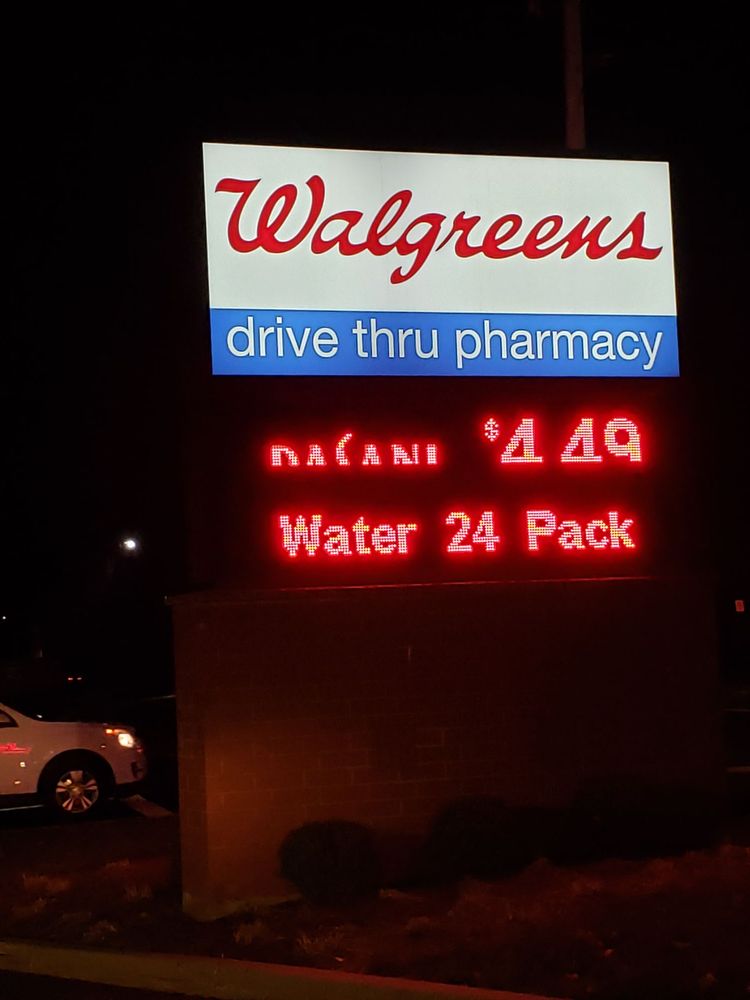 Walgreens
drive thru pharmacy
DASANI $4 49
Water 24 Pack